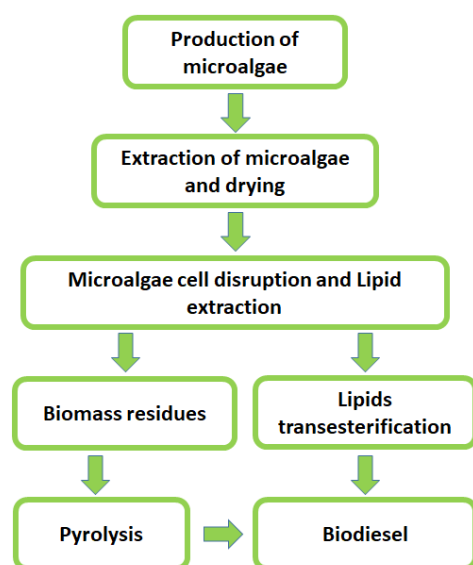 Production of
microalgae
Extraction of microalgae
and drying
Microalgae cell disruption and Lipid
extraction
Biomass residues
Lipids
transesterification
Pyrolysis
Biodiesel